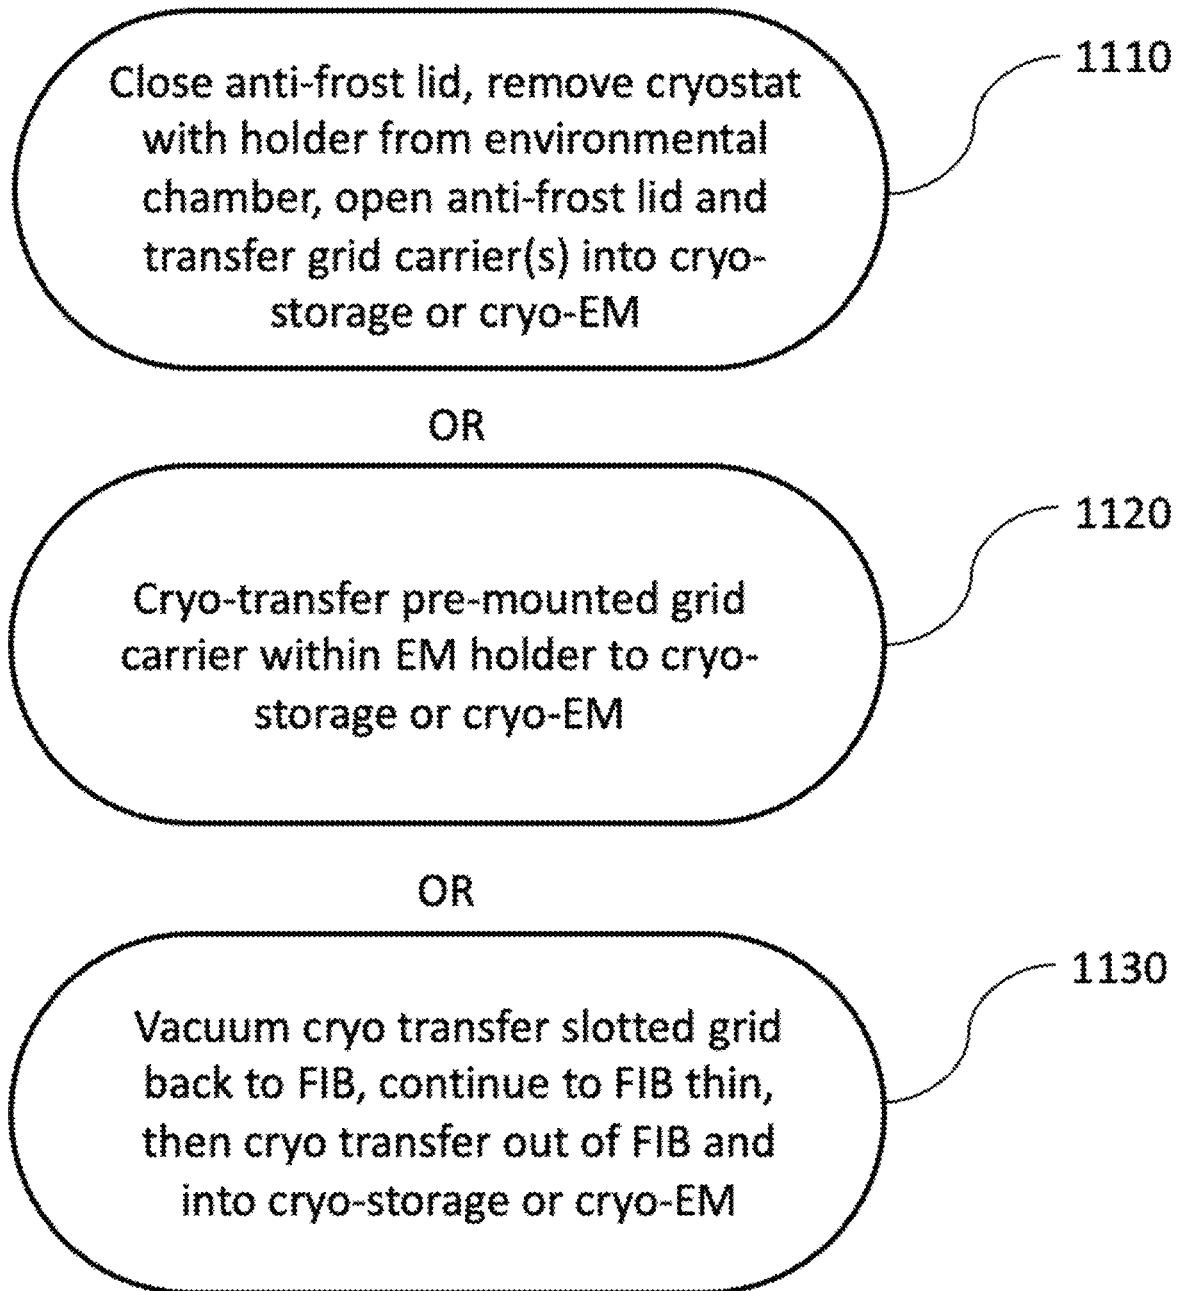 Close anti-frost lid, remove cryostat
with holder from environmental
chamber, open anti-frost lid and
transfer grid carrier(s) into cryo-
storage or cryo-EM
1110
OR
Cryo-transfer pre-mounted grid
carrier within EM holder to cryo-
storage or cryo-EM
1120
OR
Vacuum cryo transfer slotted grid
back to FIB, continue to FIB thin,
then cryo transfer out of FIB and
into cryo-storage or cryo-EM
1130